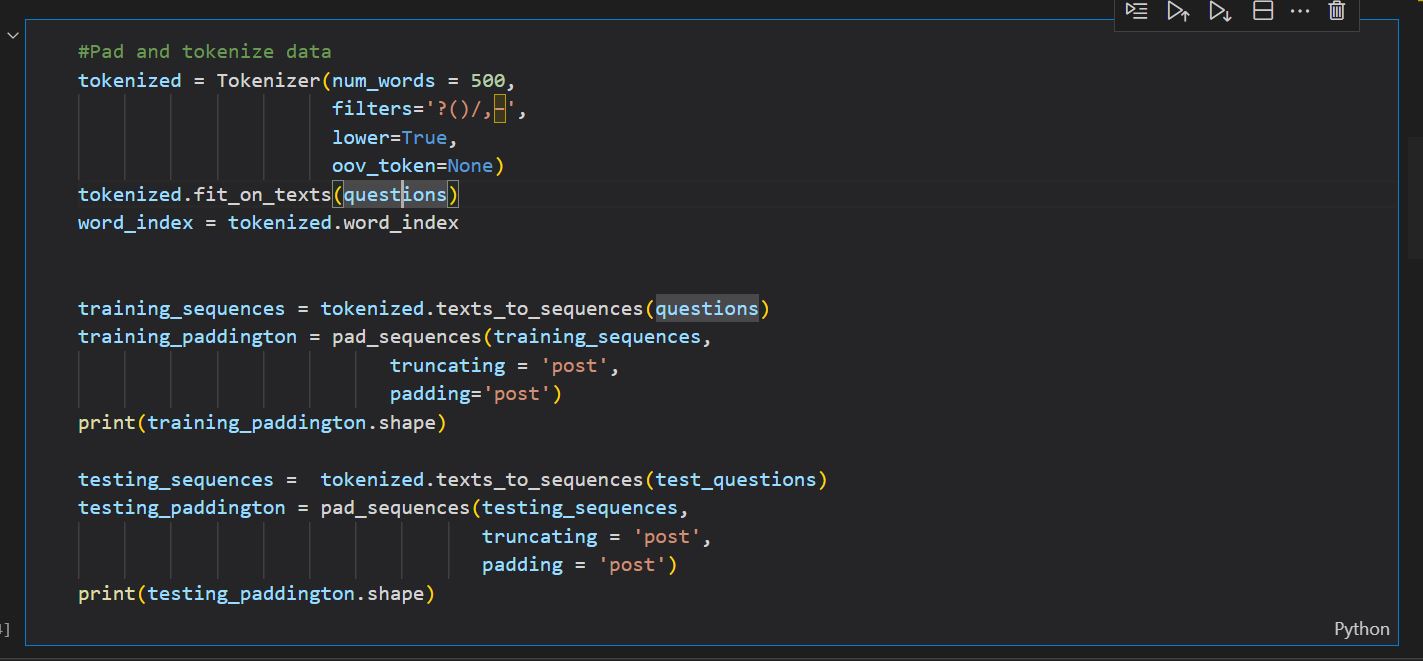 #Pad and tokenize data
tokenized = Tokenizer(num_words = 500,
filters='?()/,–',
lower=True,
oov_token=None)
tokenized.fit_on_texts(questions)
word_index = tokenized.word_index
training_sequences = tokenized.texts_to_sequences(questions)
training_paddington = pad_sequences(training_sequences,
truncating = 'post',
padding='post')
print(training_paddington.shape)
testing_sequences =  tokenized.texts_to_sequences(test_questions)
testing_paddington = pad_sequences(testing_sequences,
truncating = 'post',
padding = 'post')
print(testing_paddington.shape)
Python